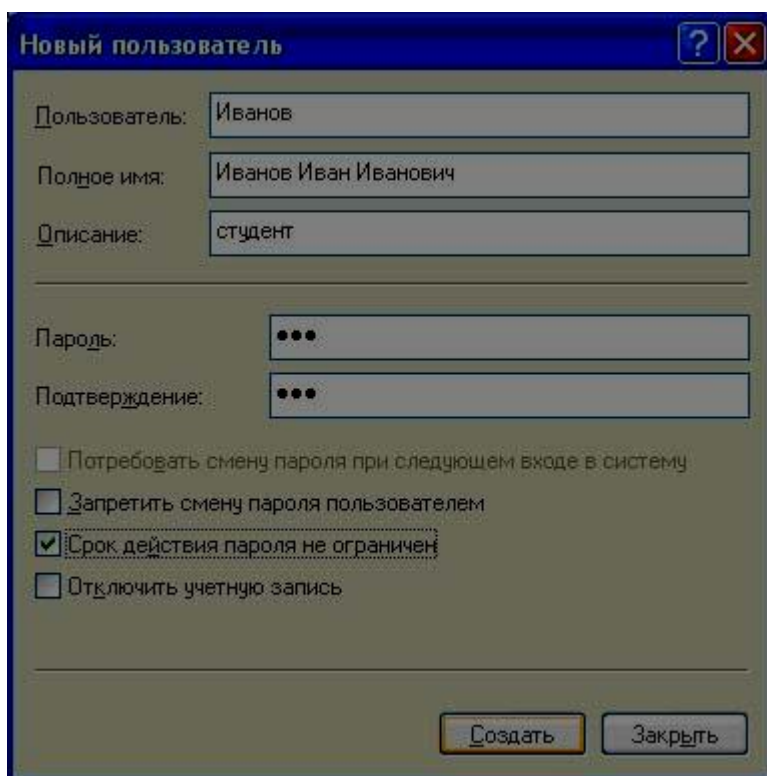 Новый пользователь
Пользователь: Иванов
Полное имя: Иванов Иван Иванович
Описание: студент
Пароль: •••
Подтверждение: •••
Потребовать смену пароля при следующем входе в систему
Запретить смену пароля пользователем
Срок действия пароля не ограничен
Отключить учетную запись
Создать Закрыть